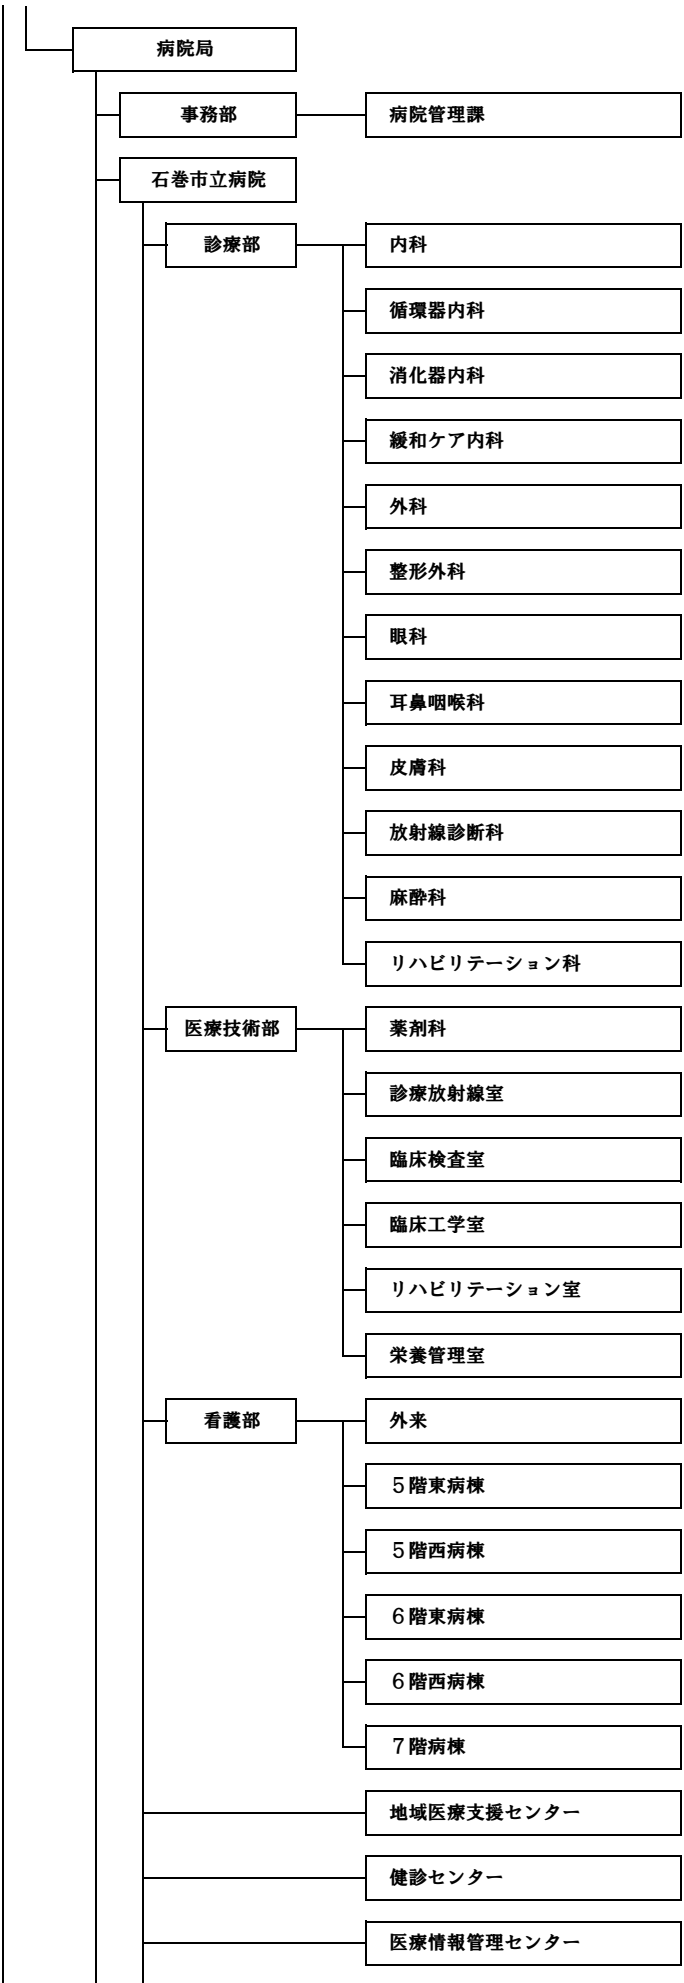 病院局
事務部 病院管理課
石巻市立病院
診療部 内科
循環器内科
消化器内科
緩和ケア内科
外科
整形外科
眼科
耳鼻咽喉科
皮膚科
放射線診断科
麻酔科
リハビリテーション科
医療技術部 薬剤科
診療放射線室
臨床検査室
臨床工学室
リハビリテーション室
栄養管理室
看護部 外来
５階東病棟
５階西病棟
６階東病棟
６階西病棟
７階病棟
地域医療支援センター
健診センター
医療情報管理センター